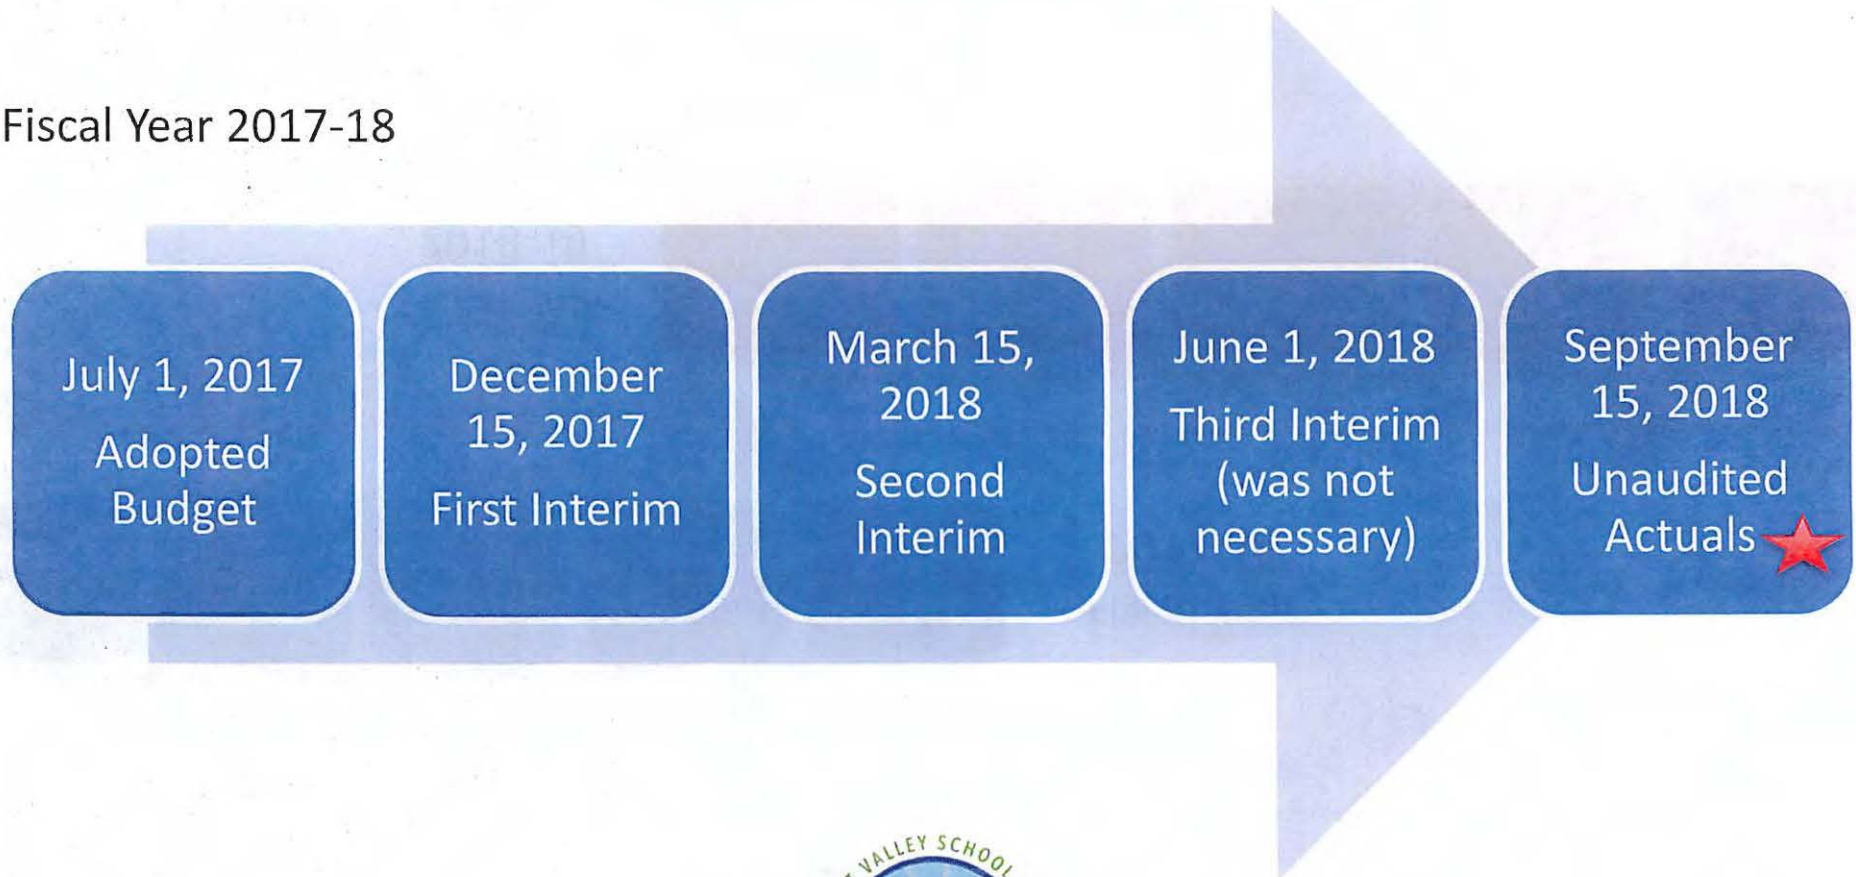 Fiscal Year 2017-18
July 1, 2017
Adopted
Budget
December
15, 2017
First Interim
March 15,
2018
Second
Interim
June 1, 2018
Third Interim
(was not
necessary)
September
15, 2018
Unaudited
Actuals
VALLEY SCHOOL